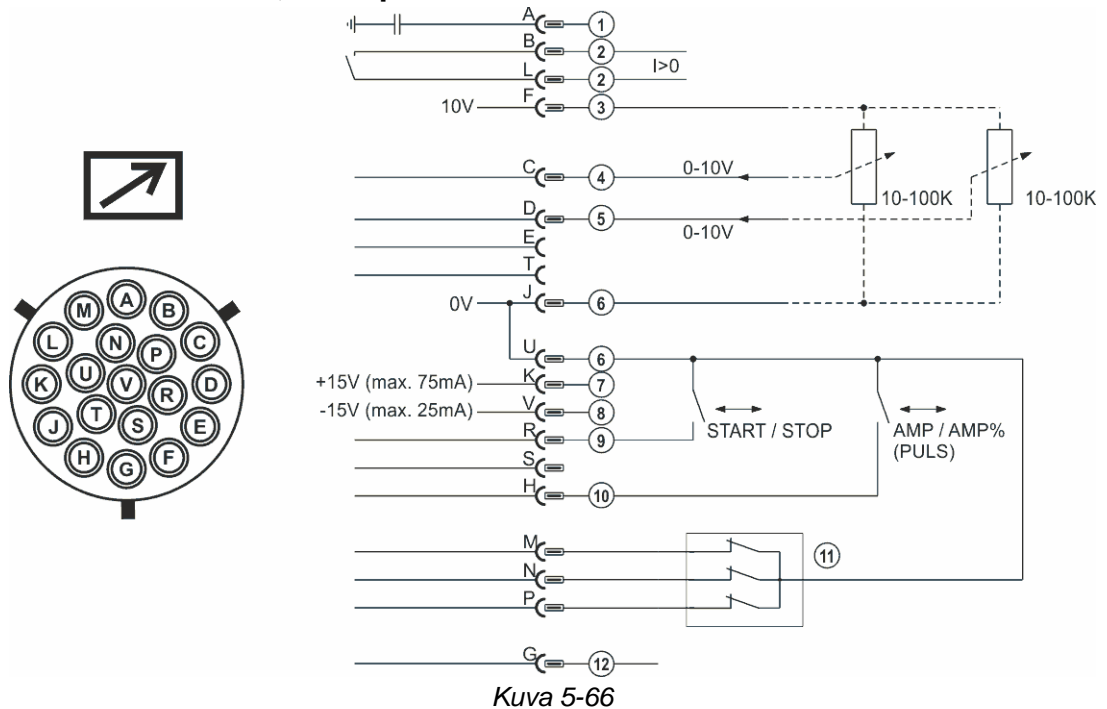 A
1
B
2
L
2
I>0
10V
F
3
C
4
0-10V
10-100K
10-100K
D
5
0-10V
E
T
0V
J
6
U
6
+15V (max. 75mA)
K
7
-15V (max. 25mA)
V
8
R
9
START / STOP
AMP / AMP%
(PULS)
S
H
10
M
11
N
P
G
12
A
M
B
L
N
P
C
K
U
V
R
D
J
T
S
E
H
G
F
Kuva 5-66